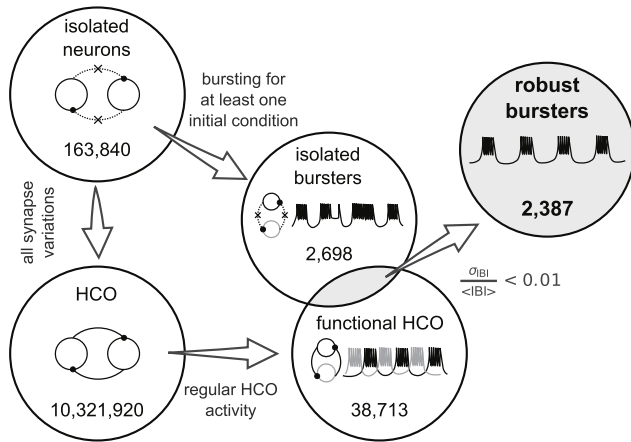 isolated
neurons
163,840
bursting for
at least one
initial condition
robust
bursters
2,387
isolated
bursters
2,698
all synapse
variations
σIBI
<IBI>
< 0.01
HCO
10,321,920
regular HCO
activity
functional HCO
38,713